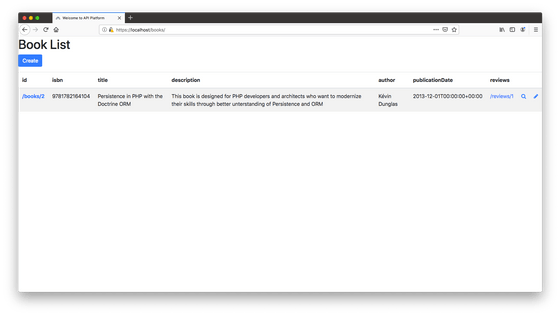 Welcome to API Platform
https://localhost/books/
Book List
Create
id isbn title description author publicationDate reviews
/books/2 9781782164104 Persistence in PHP with the This book is designed for PHP developers and architects who want to modernize Kévin 2013-12-01T00:00:00+00:00 /reviews/1
Doctrine ORM their skills through better unterstanding of Persistence and ORM Dunglas